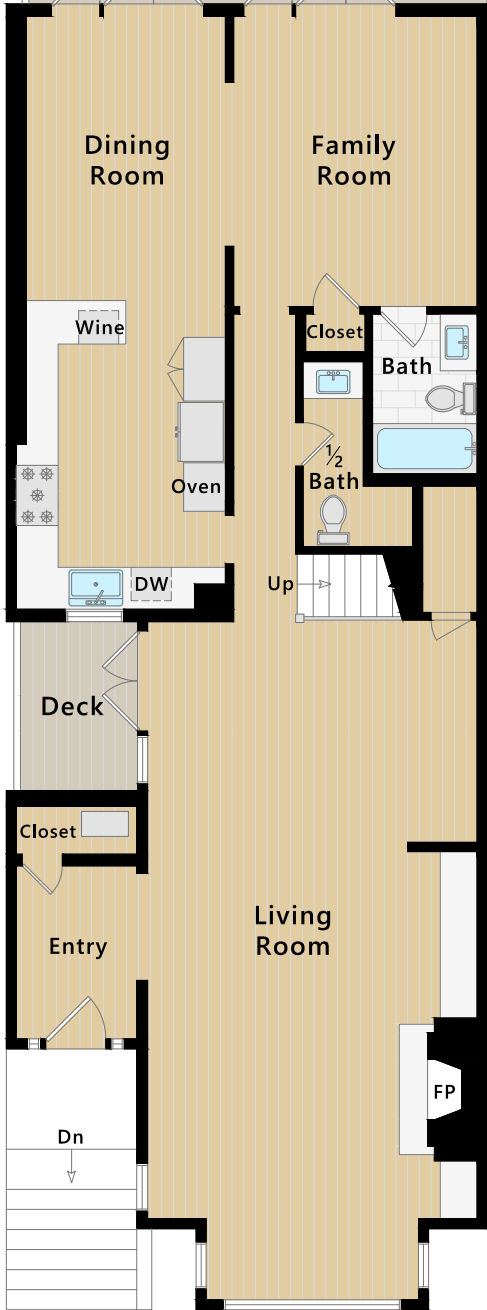 Dining
Room
Family
Room
Wine
Closet
Bath
½
Bath
Oven
DW
Up
Deck
Closet
Living
Room
Entry
FP
Dn